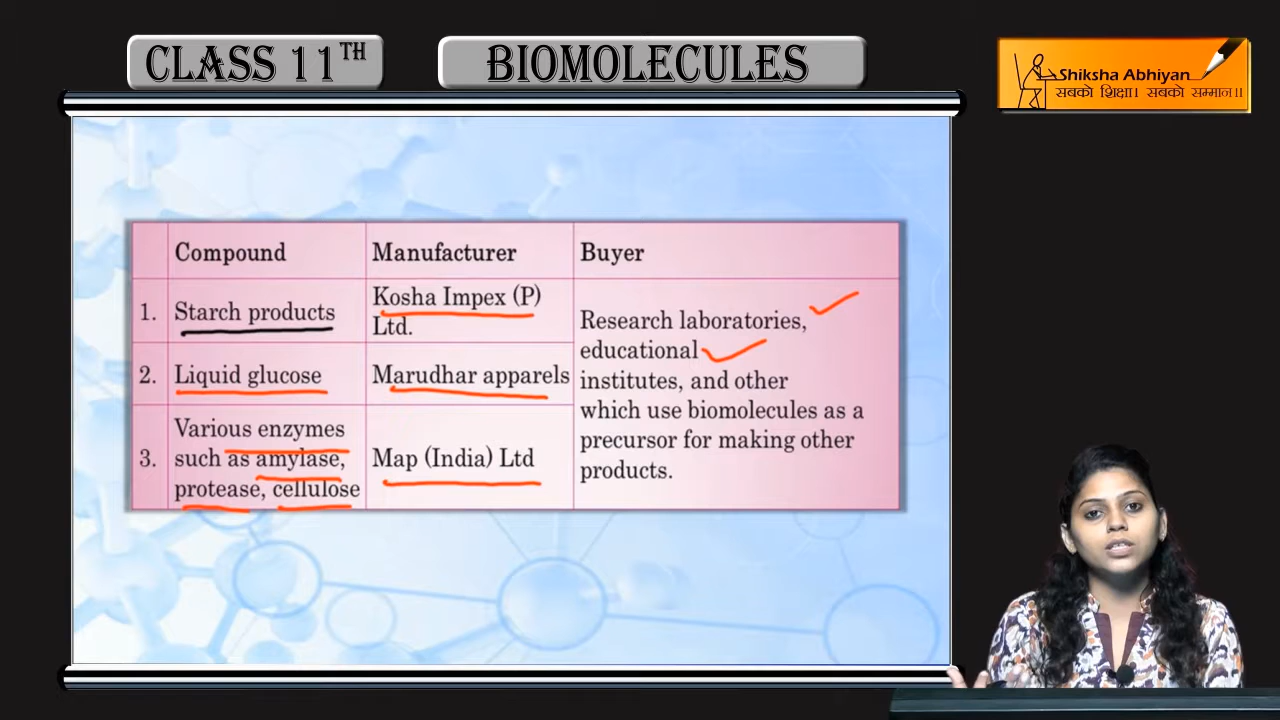 CLASS 11TH
BIOMOLECULES
Shiksha Abhiyan
सबको शिक्षा। सबको सम्मान।।
Compound
Manufacturer
Buyer
1.
Starch products
Kosha Impex (P)
Ltd.
2.
Liquid glucose
Marudhar apparels
3.
Various enzymes
such as amylase,
protease, cellulose
Map (India) Ltd
Research laboratories,
educational
institutes, and other
which use biomolecules as a
precursor for making other
products.